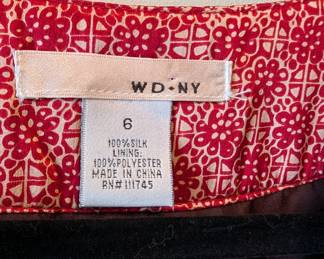 WD·NY
6
100%SILK
LINING:
100%POLYESTER
MADE IN CHINA
RN# 111745